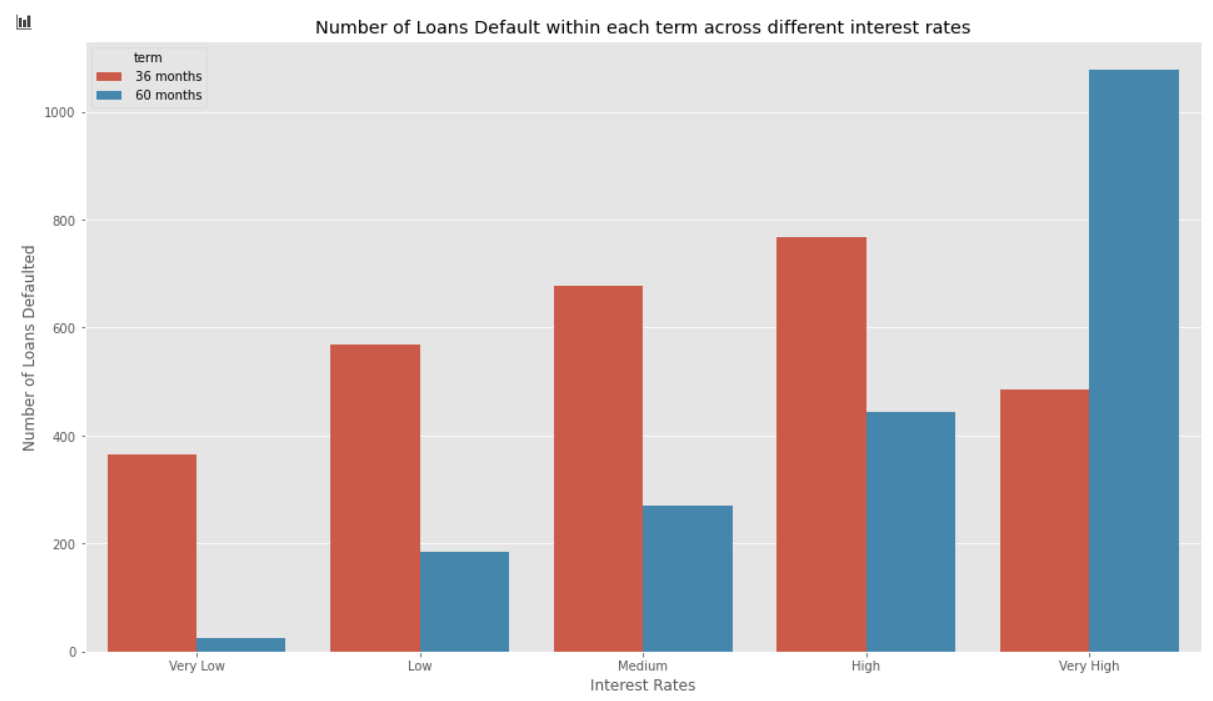 Number of Loans Default within each term across different interest rates
term
36 months
60 months
1000
800
600
400
200
0
Number of Loans Defaulted
Very Low
Low
Medium
High
Very High
Interest Rates